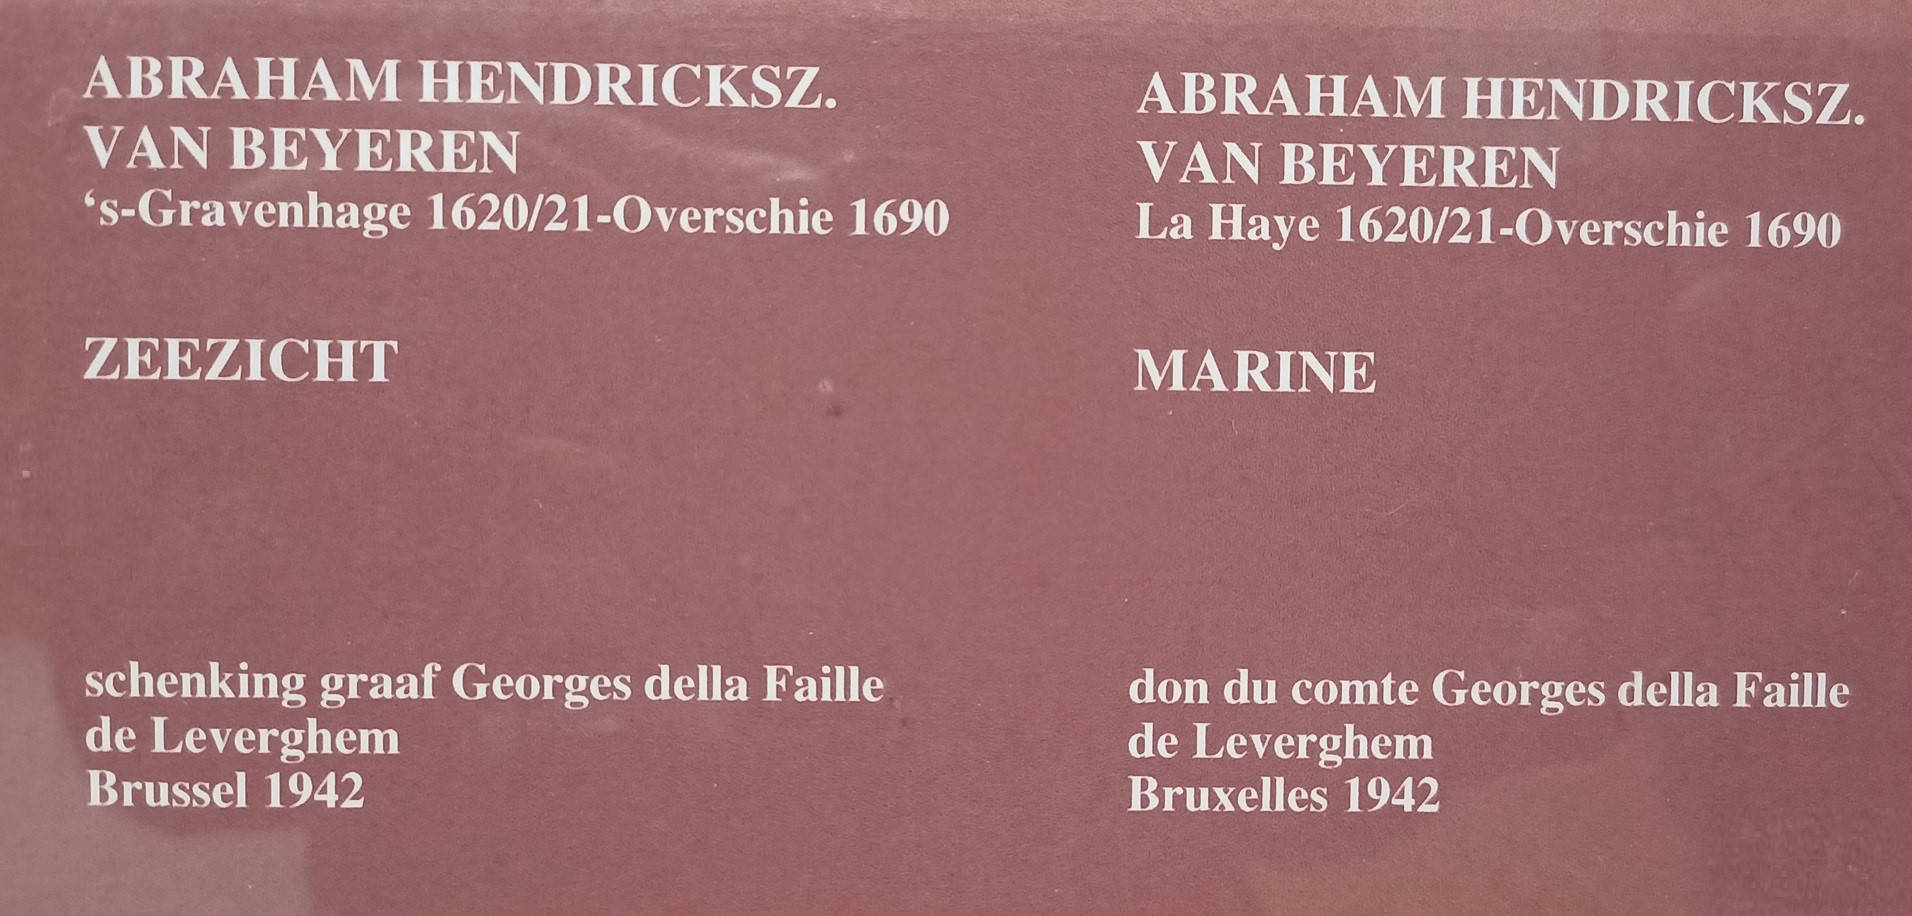 ABRAHAM HENDRICKSZ.
VAN BEYEREN
‘s-Gravenhage 1620/21-Overschie 1690
ZEEZICHT
schenking graaf Georges della Faille
de Leverghem
Brussel 1942
ABRAHAM HENDRICKSZ.
VAN BEYEREN
La Haye 1620/21-Overschie 1690
MARINE
don du comte Georges della Faille
de Leverghem
Bruxelles 1942